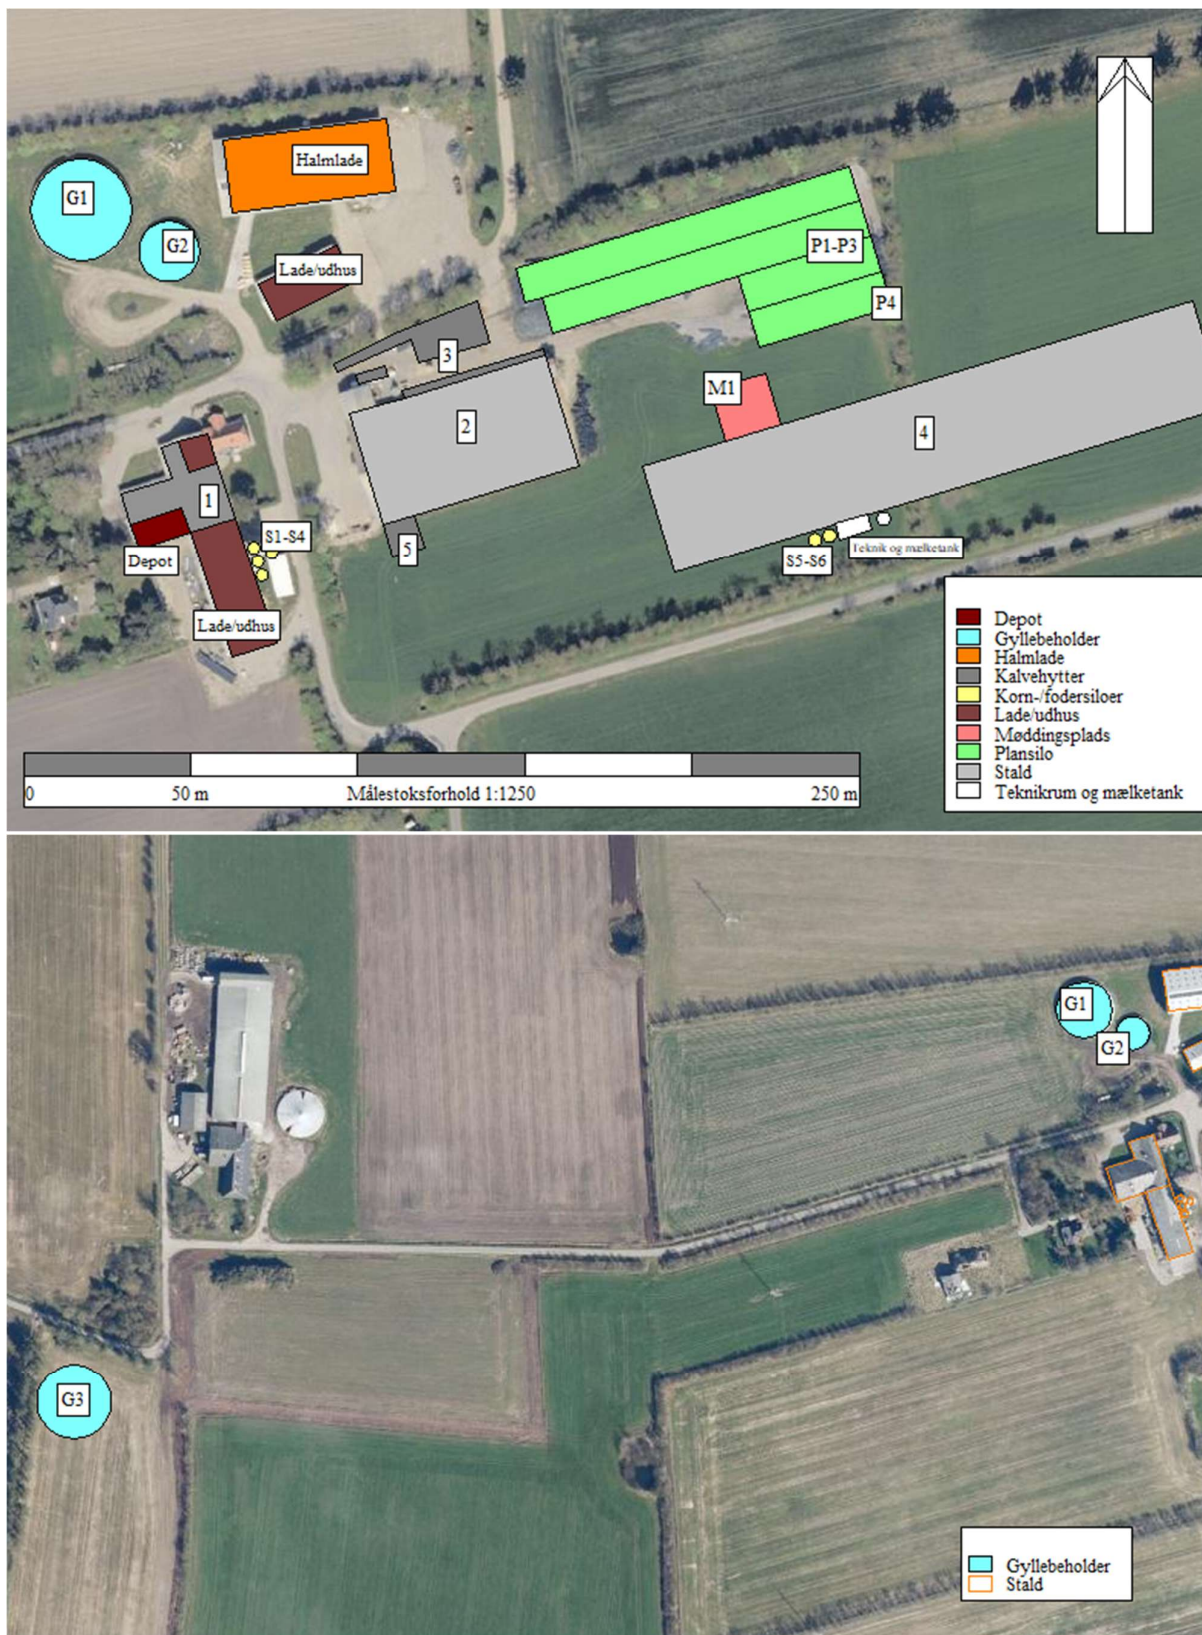 Halmlade
G1
G2
Lade/udhus
P1-P3
P4
3
M1
2
4
1
S1-S4
5
Depot
S5-S6
Teknik og mælketank
Lade/udhus
Depot
Gyllebeholder
Halmlade
Kalvehytter
Korn-/fodersiloer
Lade/udhus
Møddingsplads
Plansilo
Stald
Teknikrum og mælketank
0 50 m Målestoksforhold 1:1250 250 m
G1
G2
G3
Gyllebeholder
Stald